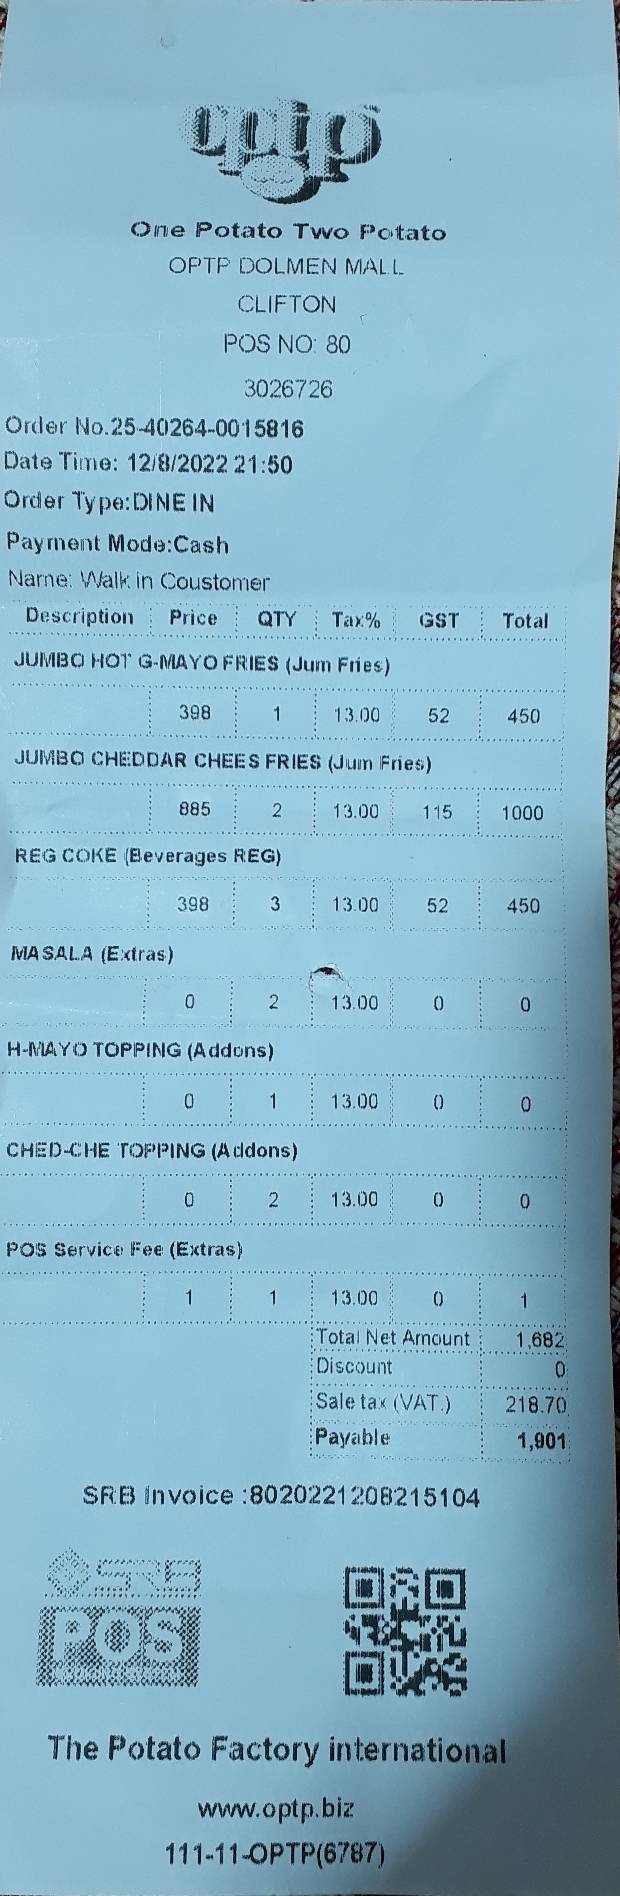 optp
One Potato Two Potato
OPTP DOLMEN MALL
CLIFTON
POS NO: 80
3026726
Order No.25-40264-0015816
Date Time: 12/8/2022 21:50
Order Type:DINE IN
Payment Mode:Cash
Name: Walk in Coustomer
Description Price QTY Tax% GST Total
JUMBO HOT G-MAYO FRIES (Jum Fries)
398 1 13.00 52 450
JUMBO CHEDDAR CHEES FRIES (Jum Fries)
885 2 13.00 115 1000
REG COKE (Beverages REG)
398 3 13.00 52 450
MASALA (Extras)
0 2 13.00 0 0
H-MAYO TOPPING (Addons)
0 1 13.00 0 0
CHED-CHE TOPPING (Addons)
0 2 13.00 0 0
POS Service Fee (Extras)
1 1 13.00 0 1
Total Net Amount 1,682
Discount 0
Sale tax (VAT.) 218.70
Payable 1,901
SRB Invoice :8020221208215104
SRB
POS
The Potato Factory international
www.optp.biz
111-11-OPTP(6787)